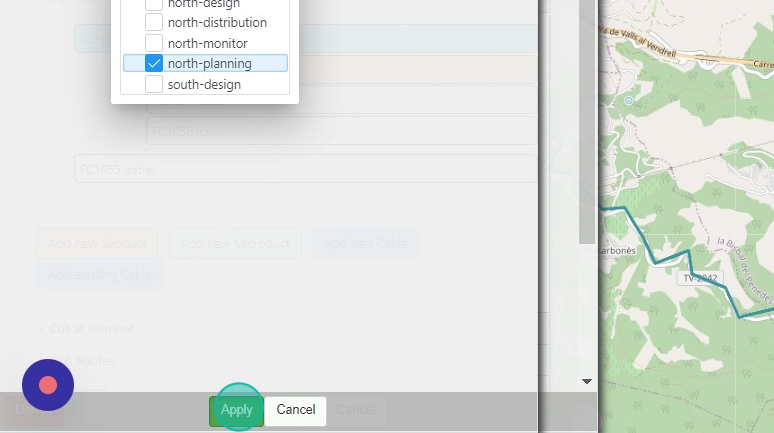 north-design
north-distribution
north-monitor
north-planning
south-design
FC1056 (cable)
FC1055 (cable)
Add new Subduct
Add new Microduct
Add new Cable
Add existing Cable
Cut at element
Routes
Apply
Cancel
Cancel
ra de Valls al Vendrell
Carre
arbonès
la Bisbal del Penedès
TV-2042